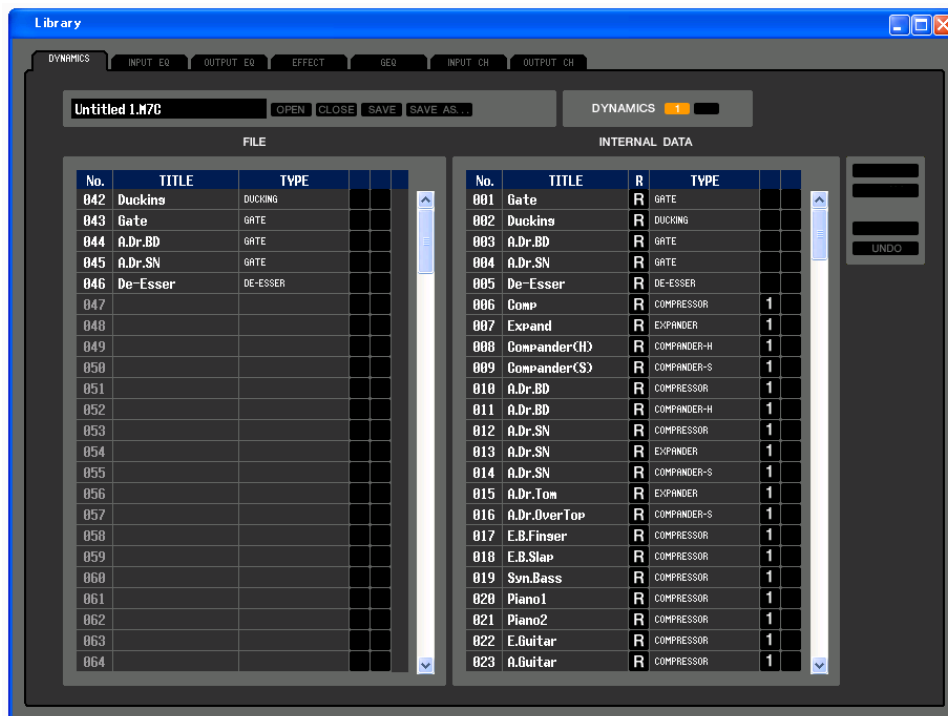 Library
DYNAMICS INPUT EQ OUTPUT EQ EFFECT GEQ INPUT CH OUTPUT CH
Untitled 1.M7C OPEN CLOSE SAVE SAVE AS... DYNAMICS 1
FILE INTERNAL DATA
No. TITLE TYPE No. TITLE R TYPE
042 Ducking DUCKING 001 Gate R GATE
043 Gate GATE 002 Ducking R DUCKING
044 A.Dr.BD GATE 003 A.Dr.BD R GATE
045 A.Dr.SN GATE 004 A.Dr.SN R GATE
046 De-Esser DE-ESSER 005 De-Esser R DE-ESSER
047 006 Comp R COMPRESSOR 1
048 007 Expand R EXPANDER 1
049 008 Compander(H) R COMPANDER-H 1
050 009 Compander(S) R COMPANDER-S 1
051 010 A.Dr.BD R COMPRESSOR 1
052 011 A.Dr.BD R COMPANDER-H 1
053 012 A.Dr.SN R COMPRESSOR 1
054 013 A.Dr.SN R EXPANDER 1
055 014 A.Dr.SN R COMPANDER-S 1
056 015 A.Dr.Tom R EXPANDER 1
057 016 A.Dr.OverTop R COMPANDER-S 1
058 017 E.B.Finger R COMPRESSOR 1
059 018 E.B.Slap R COMPRESSOR 1
060 019 Syn.Bass R COMPRESSOR 1
061 020 Piano1 R COMPRESSOR 1
062 021 Piano2 R COMPRESSOR 1
063 022 E.Guitar R COMPRESSOR 1
064 023 A.Guitar R COMPRESSOR 1
UNDO